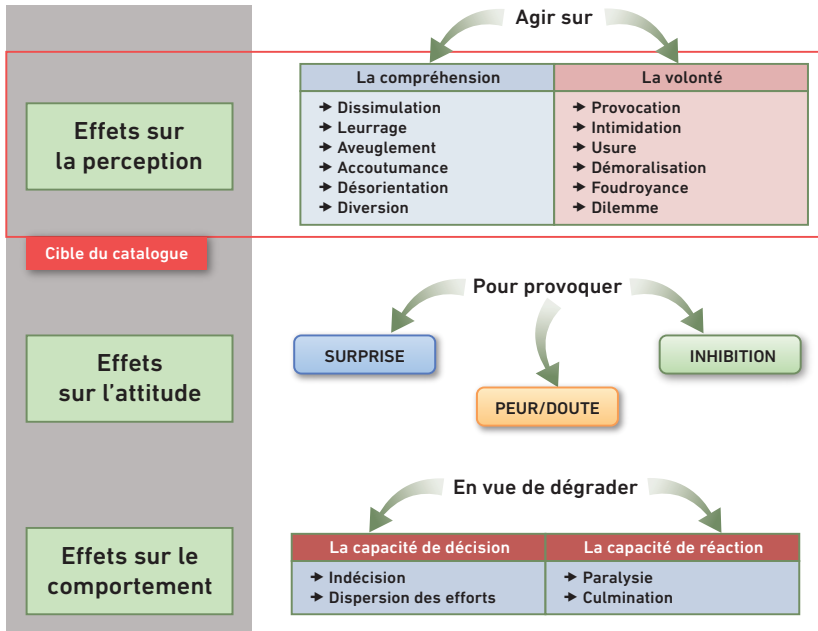 Agir sur
Effets sur
la perception
La compréhension
➔ Dissimulation
➔ Leurrage
➔ Aveuglement
➔ Accoutumance
➔ Désorientation
➔ Diversion
La volonté
➔ Provocation
➔ Intimidation
➔ Usure
➔ Démoralisation
➔ Foudroyance
➔ Dilemme
Cible du catalogue
Pour provoquer
Effets
sur l'attitude
SURPRISE
PEUR/DOUTE
INHIBITION
En vue de dégrader
Effets sur le
comportement
La capacité de décision
➔ Indécision
➔ Dispersion des efforts
La capacité de réaction
➔ Paralysie
➔ Culmination